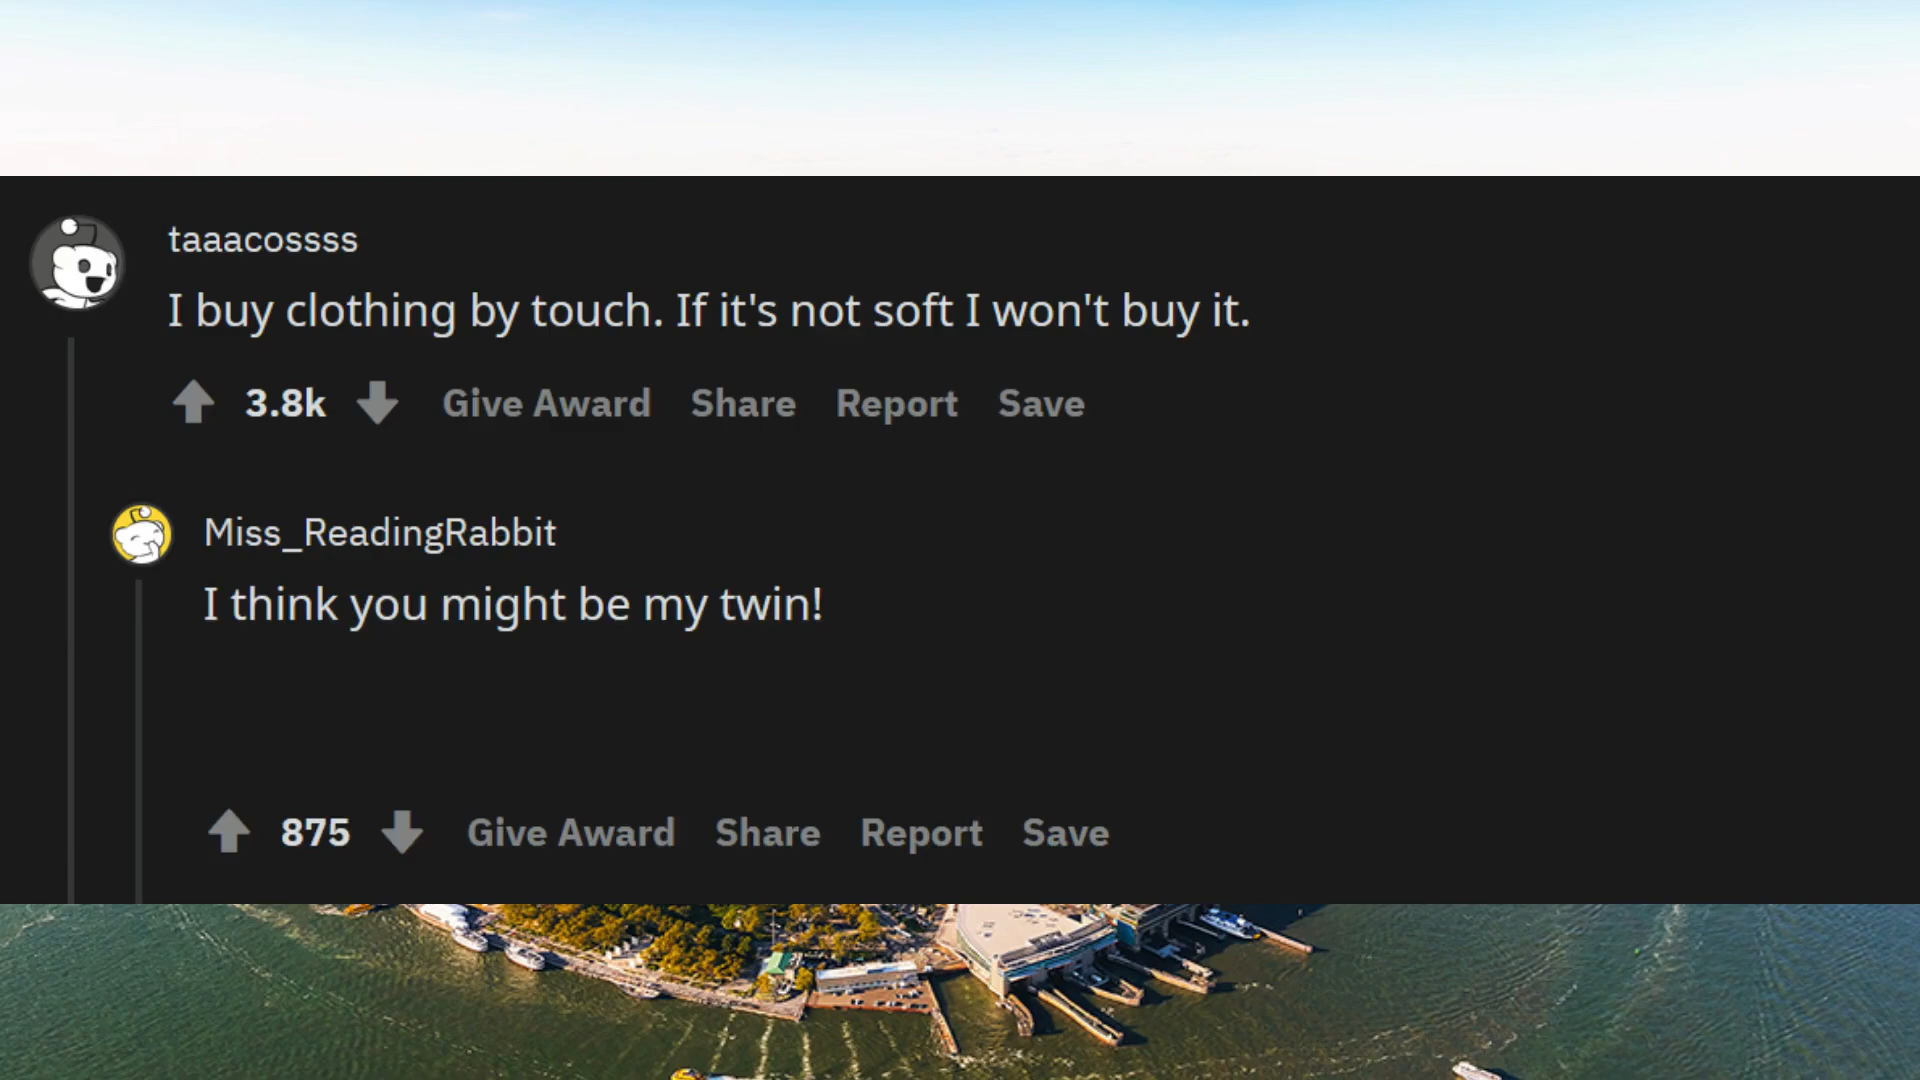 taaacossss
I buy clothing by touch. If it's not soft I won't buy it.
3.8k Give Award Share Report Save
Miss_ReadingRabbit
I think you might be my twin!
875 Give Award Share Report Save